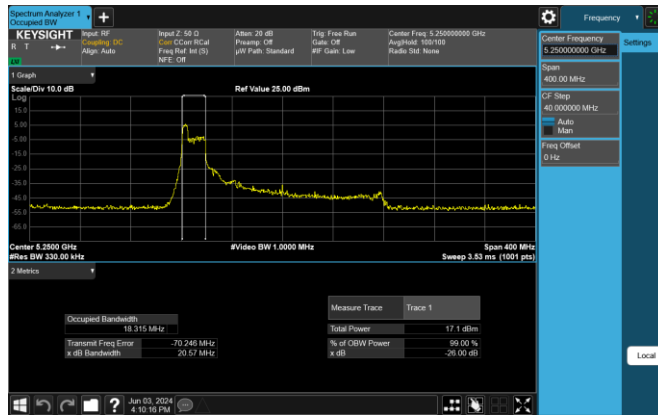 Spectrum Analyzer 1
Occupied BW
Frequency
KEYSIGHT
R T
LXI
Input: RF
Coupling: DC
Align: Auto
Input Z: 50 Ω
Corr CCorr RCal
Freq Ref: Int (S)
NFE: Off
Atten: 20 dB
Preamp: Off
µW Path: Standard
Trig: Free Run
Gate: Off
#IF Gain: Low
Center Freq: 5.250000000 GHz
Avg|Hold: 100/100
Radio Std: None
Center Frequency
5.250000000 GHz
Settings
Span
400.00 MHz
CF Step
40.000000 MHz
Auto
Man
Freq Offset
0 Hz
Local
1 Graph
Scale/Div 10.0 dB
Ref Value 25.00 dBm
Log
15.0
5.00
-5.00
-15.0
-25.0
-35.0
-45.0
-55.0
-65.0
Center 5.2500 GHz
#Video BW 1.0000 MHz
Span 400 MHz
#Res BW 330.00 kHz
Sweep 3.53 ms (1001 pts)
2 Metrics
Measure Trace
Trace 1
Occupied Bandwidth
18.315 MHz
Total Power
17.1 dBm
Transmit Freq Error
-70.246 MHz
% of OBW Power
99.00 %
x dB Bandwidth
20.57 MHz
x dB
-26.00 dB
Jun 03, 2024
4:10:16 PM